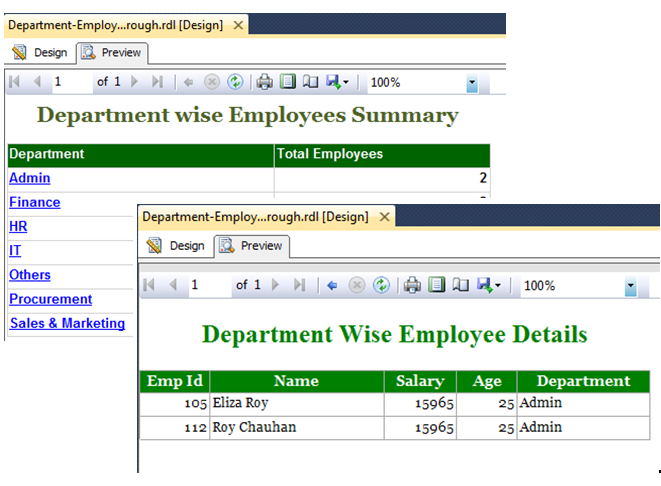 Department-Employ...rough.rdl [Design]
Design Preview
1 of 1 100%
Department wise Employees Summary
Department Total Employees
Admin 2
Finance
HR
IT
Others
Procurement
Sales & Marketing
Department-Employ...rough.rdl [Design]
Design Preview
1 of 1 100%
Department Wise Employee Details
Emp Id Name Salary Age Department
105 Eliza Roy 15965 25 Admin
112 Roy Chauhan 15965 25 Admin